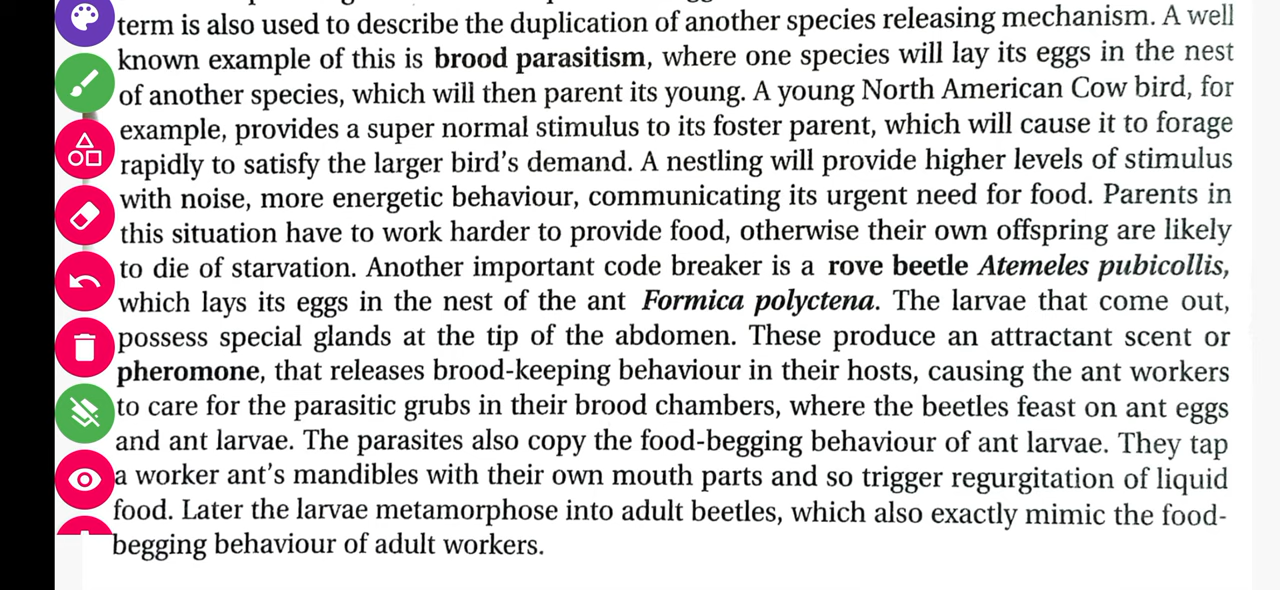 term is also used to describe the duplication of another species releasing mechanism. A well
known example of this is brood parasitism, where one species will lay its eggs in the nest
of another species, which will then parent its young. A young North American Cow bird, for
example, provides a super normal stimulus to its foster parent, which will cause it to forage
rapidly to satisfy the larger bird's demand. A nestling will provide higher levels of stimulus
with noise, more energetic behaviour, communicating its urgent need for food. Parents in
this situation have to work harder to provide food, otherwise their own offspring are likely
to die of starvation. Another important code breaker is a rove beetle Atemeles pubicollis,
which lays its eggs in the nest of the ant Formica polyctena. The larvae that come out,
possess special glands at the tip of the abdomen. These produce an attractant scent or
pheromone, that releases brood-keeping behaviour in their hosts, causing the ant workers
to care for the parasitic grubs in their brood chambers, where the beetles feast on ant eggs
and ant larvae. The parasites also copy the food-begging behaviour of ant larvae. They tap
a worker ant's mandibles with their own mouth parts and so trigger regurgitation of liquid
food. Later the larvae metamorphose into adult beetles, which also exactly mimic the food-
begging behaviour of adult workers.